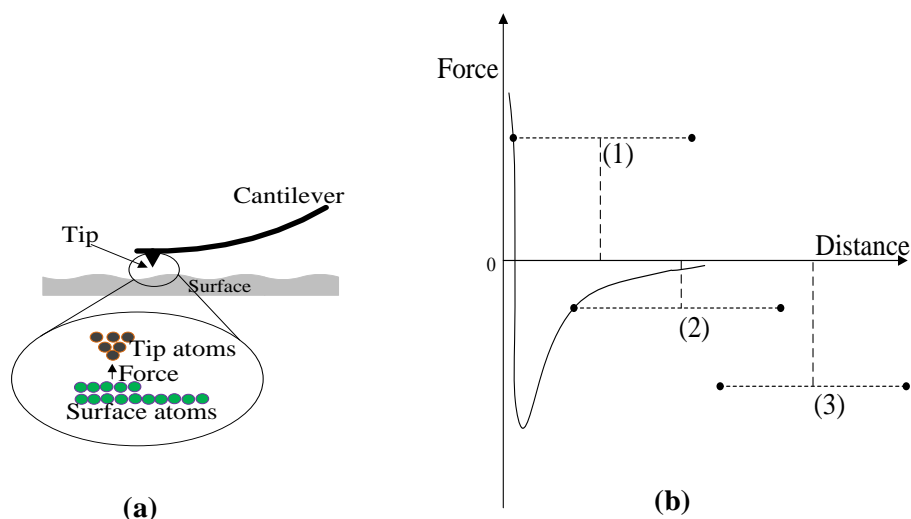 Cantilever
Tip
Surface
Tip atoms
Force
Surface atoms
(a)
Force
(1)
Distance
0
(2)
(3)
(b)